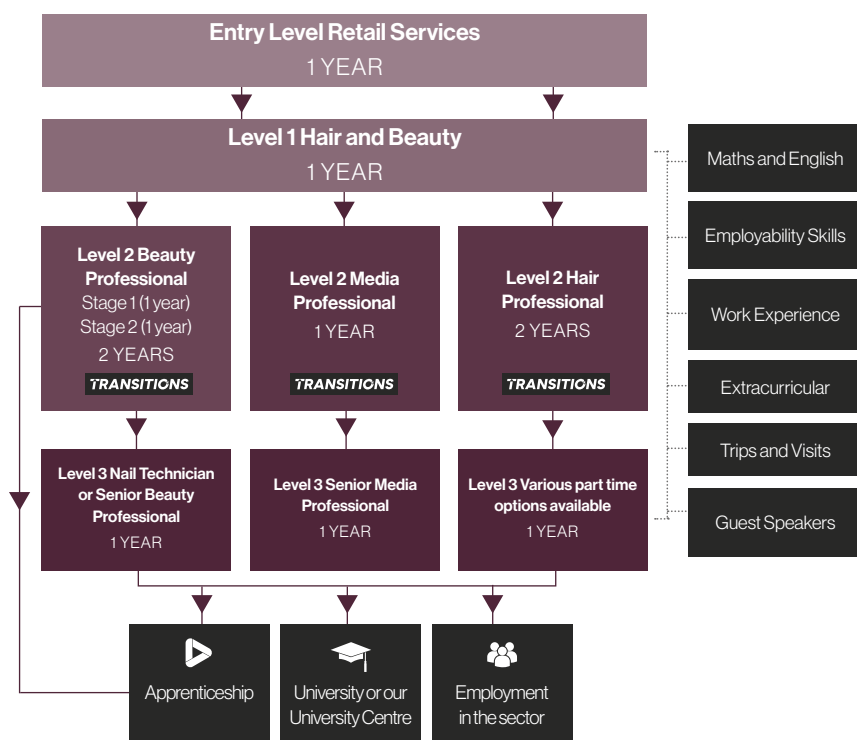 Entry Level Retail Services
1 YEAR
Level 1 Hair and Beauty
1 YEAR
Level 2 Beauty
Professional
Stage 1 (1 year)
Stage 2 (1 year)
2 YEARS
TRANSITIONS
Level 2 Media
Professional
1 YEAR
TRANSITIONS
Level 2 Hair
Professional
2 YEARS
TRANSITIONS
Level 3 Nail Technician
or Senior Beauty
Professional
1 YEAR
Level 3 Senior Media
Professional
1 YEAR
Level 3 Various part time
options available
1 YEAR
Apprenticeship
University or our
University Centre
Employment
in the sector
Maths and English
Employability Skills
Work Experience
Extracurricular
Trips and Visits
Guest Speakers